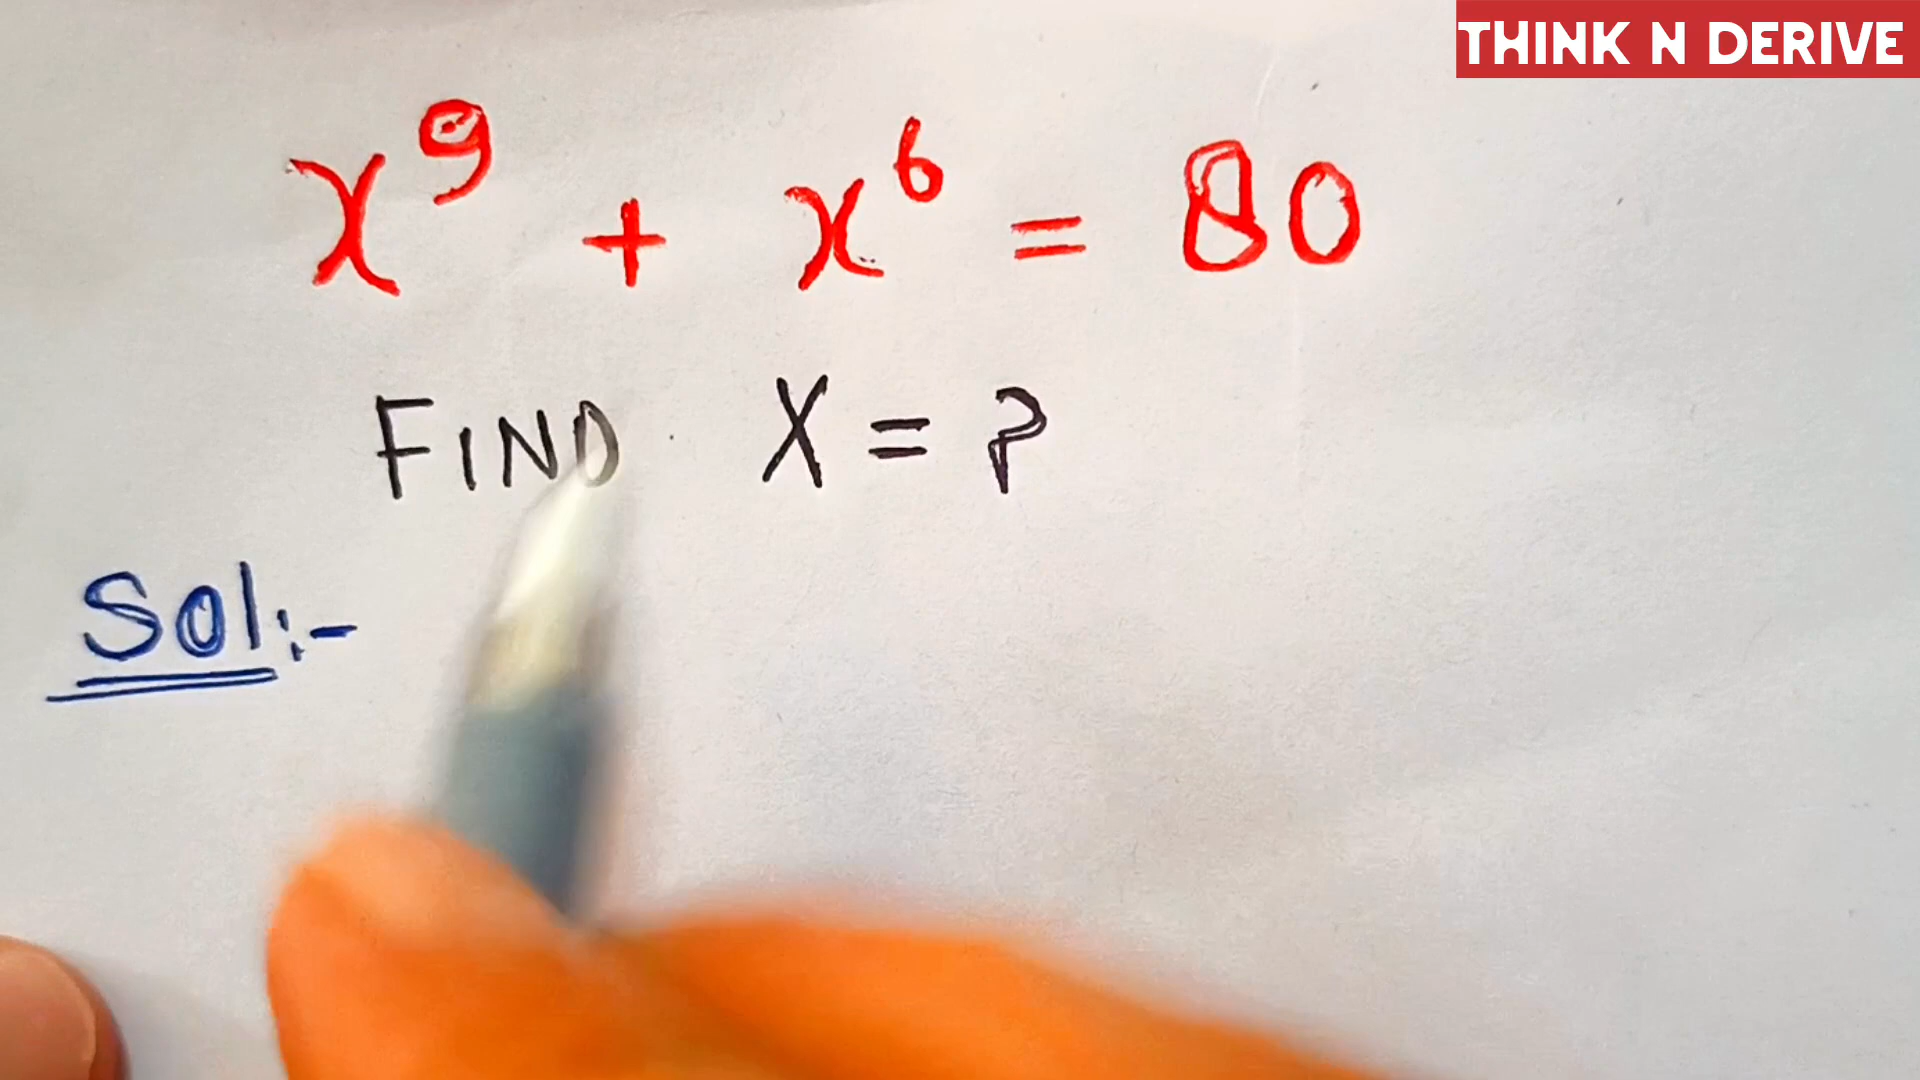 THINK N DERIVE
x⁹ + x⁶ = 80
FIND X = ?
Sol:-